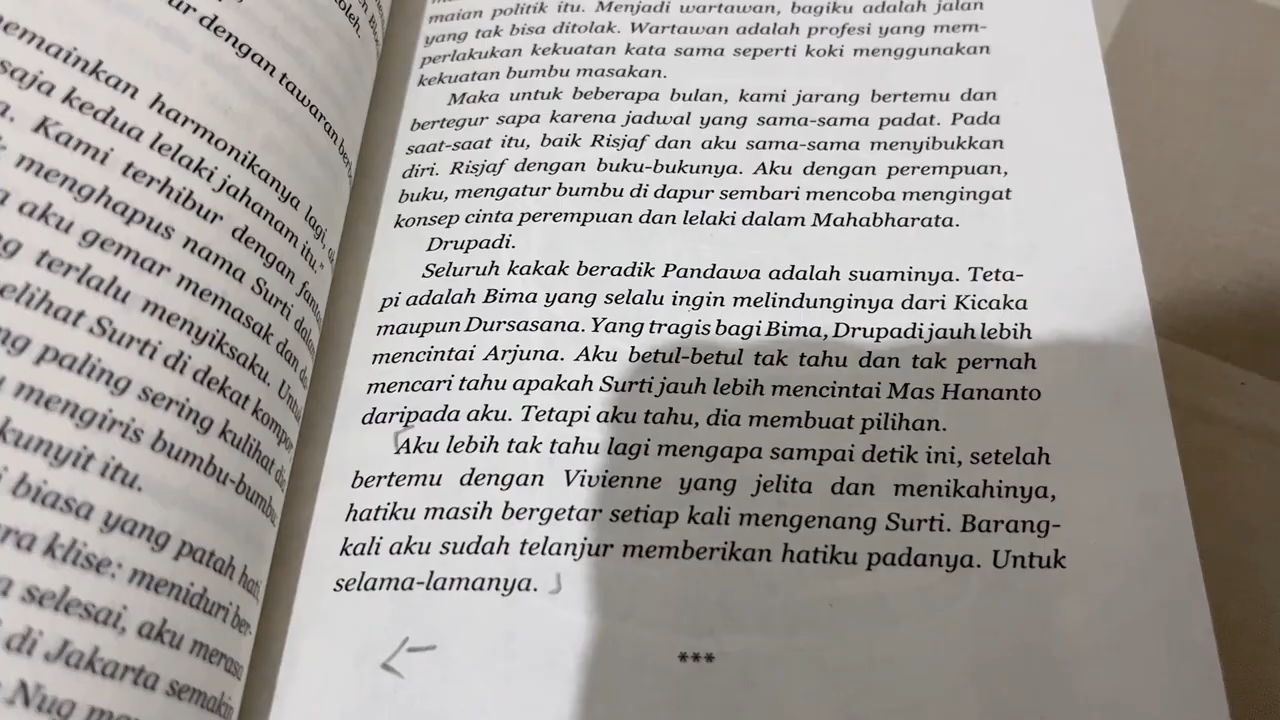 oleh.
ur dengan tawaran
emainkan harmonikanya lagi,
saja kedua lelaki jahanam itu."
a. Kami terhibur dengan
menghapus nama Surti
a aku gemar memasak dan
g terlalu menyiksaku.
elihat Surti di dekat
ng paling sering kulihat
mengiris bumbu-bumbu
kunyit itu.
biasa yang patah hati,
ra klise: meniduri ber-
a selesai, aku merasa
di Jakarta semakin
Nug
maian politik itu. Menjadi wartawan, bagiku adalah jalan
yang tak bisa ditolak. Wartawan adalah profesi yang mem-
perlakukan kekuatan kata sama seperti koki menggunakan
kekuatan bumbu masakan.
Maka untuk beberapa bulan, kami jarang bertemu dan
bertegur sapa karena jadwal yang sama-sama padat. Pada
saat-saat itu, baik Risjaf dan aku sama-sama menyibukkan
diri. Risjaf dengan buku-bukunya. Aku dengan perempuan,
buku, mengatur bumbu di dapur sembari mencoba mengingat
konsep cinta perempuan dan lelaki dalam Mahabharata.
Drupadi.
Seluruh kakak beradik Pandawa adalah suaminya. Teta-
pi adalah Bima yang selalu ingin melindunginya dari Kicaka
maupun Dursasana. Yang tragis bagi Bima, Drupadi jauh lebih
mencintai Arjuna. Aku betul-betul tak tahu dan tak pernah
mencari tahu apakah Surti jauh lebih mencintai Mas Hananto
daripada aku. Tetapi aku tahu, dia membuat pilihan.
Aku lebih tak tahu lagi mengapa sampai detik ini, setelah
bertemu dengan Vivienne yang jelita dan menikahinya,
hatiku masih bergetar setiap kali mengenang Surti. Barang-
kali aku sudah telanjur memberikan hatiku padanya. Untuk
selama-lamanya.
***